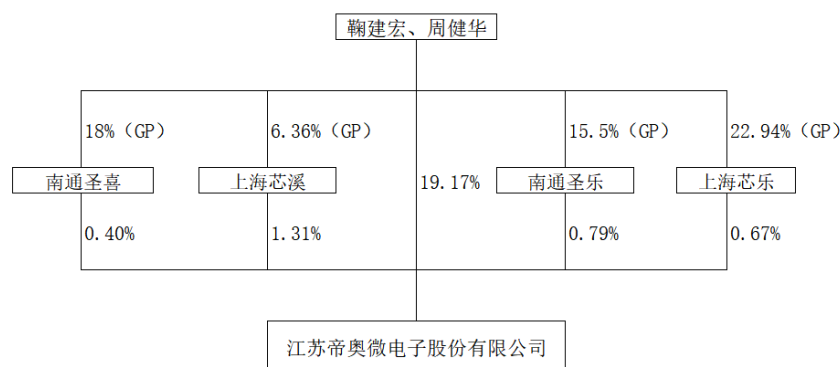 鞠建宏、周健华
18%（GP）
6.36%（GP）
15.5%（GP）
22.94%（GP）
南通圣喜
上海芯溪
19.17%
南通圣乐
上海芯乐
0.40%
1.31%
0.79%
0.67%
江苏帝奥微电子股份有限公司